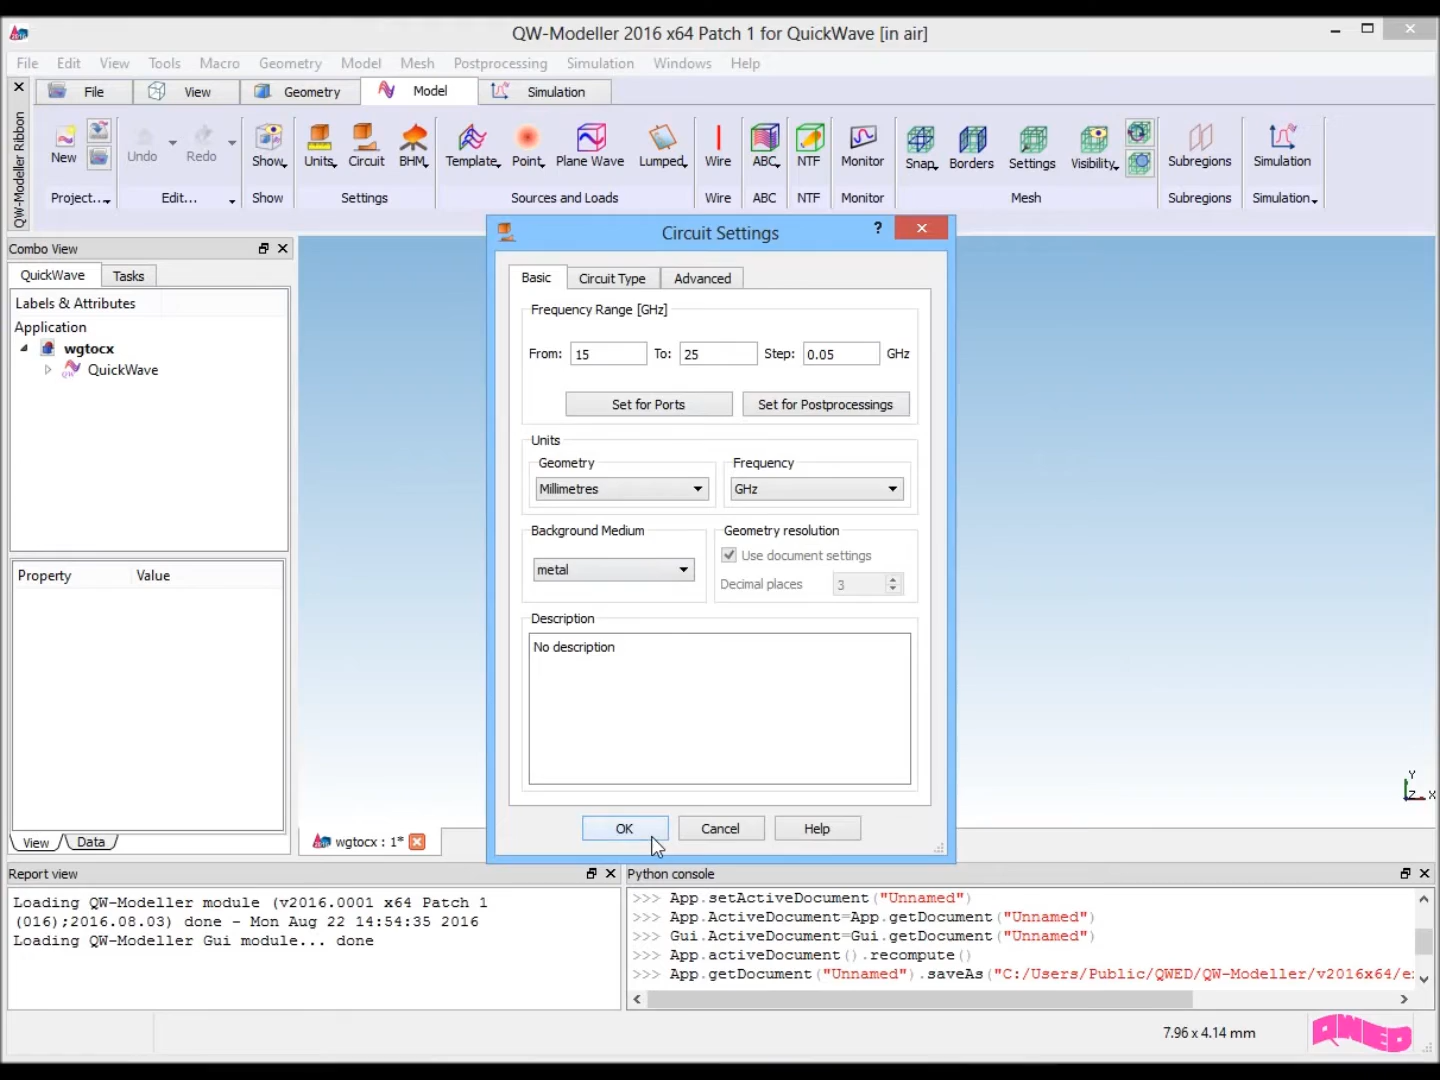 QW-Modeller 2016 x64 Patch 1 for QuickWave [in air]
File Edit View Tools Macro Geometry Model Mesh Postprocessing Simulation Windows Help
File View Geometry Model Simulation
QW-Modeller Ribbon
New Undo Redo Show Units Circuit BHM Template Point Plane Wave Lumped Wire ABC NTF Monitor Snap Borders Settings Visibility Subregions Simulation
Project... Edit... Show Settings Sources and Loads Wire ABC NTF Monitor Mesh Subregions Simulation
Combo View
QuickWave Tasks
Labels & Attributes
Application
wgtocx
QuickWave
Property Value
View Data
Circuit Settings
?
Basic Circuit Type Advanced
Frequency Range [GHz]
From: 15 To: 25 Step: 0.05 GHz
Set for Ports Set for Postprocessings
Units
Geometry Frequency
Millimetres GHz
Background Medium Geometry resolution
Use document settings
metal
Decimal places 3
Description
No description
OK Cancel Help
Y
Z X
wgtocx : 1*
Report view
Loading QW-Modeller module (v2016.0001 x64 Patch 1
(016);2016.08.03) done - Mon Aug 22 14:54:35 2016
Loading QW-Modeller Gui module... done
Python console
>>> App.setActiveDocument("Unnamed")
>>> App.ActiveDocument=App.getDocument("Unnamed")
>>> Gui.ActiveDocument=Gui.getDocument("Unnamed")
>>> App.activeDocument().recompute()
>>> App.getDocument("Unnamed").saveAs("C:/Users/Public/QWED/QW-Modeller/v2016x64/e
7.96 x 4.14 mm
QWED